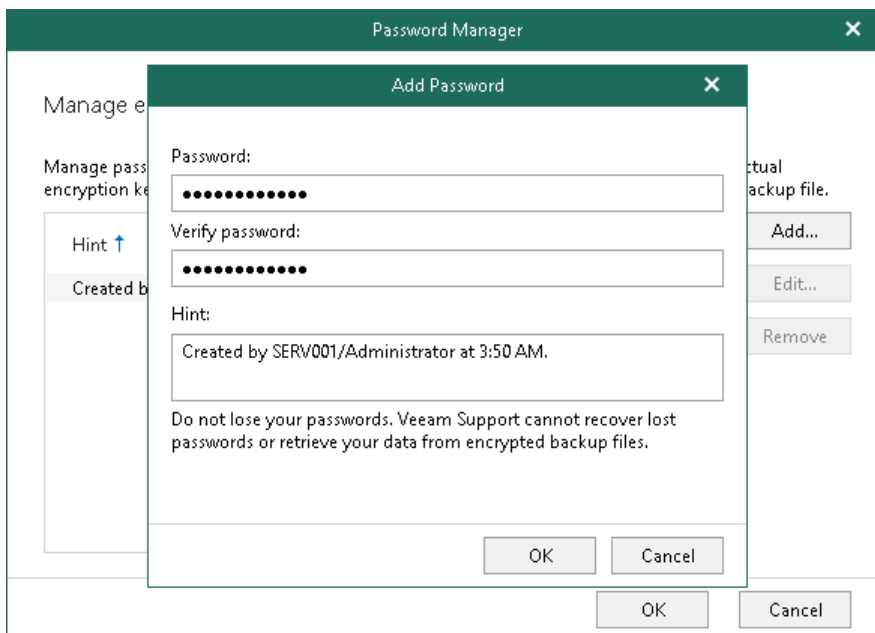 Password Manager
Add Password
Manage e
Manage pass
encryption ke
ctual
ackup file.
Hint ↑
Created b
Add...
Edit...
Remove
Password:
●●●●●●●●●●●●
Verify password:
●●●●●●●●●●●●
Hint:
Created by SERV001/Administrator at 3:50 AM.
Do not lose your passwords. Veeam Support cannot recover lost
passwords or retrieve your data from encrypted backup files.
OK
Cancel
OK
Cancel